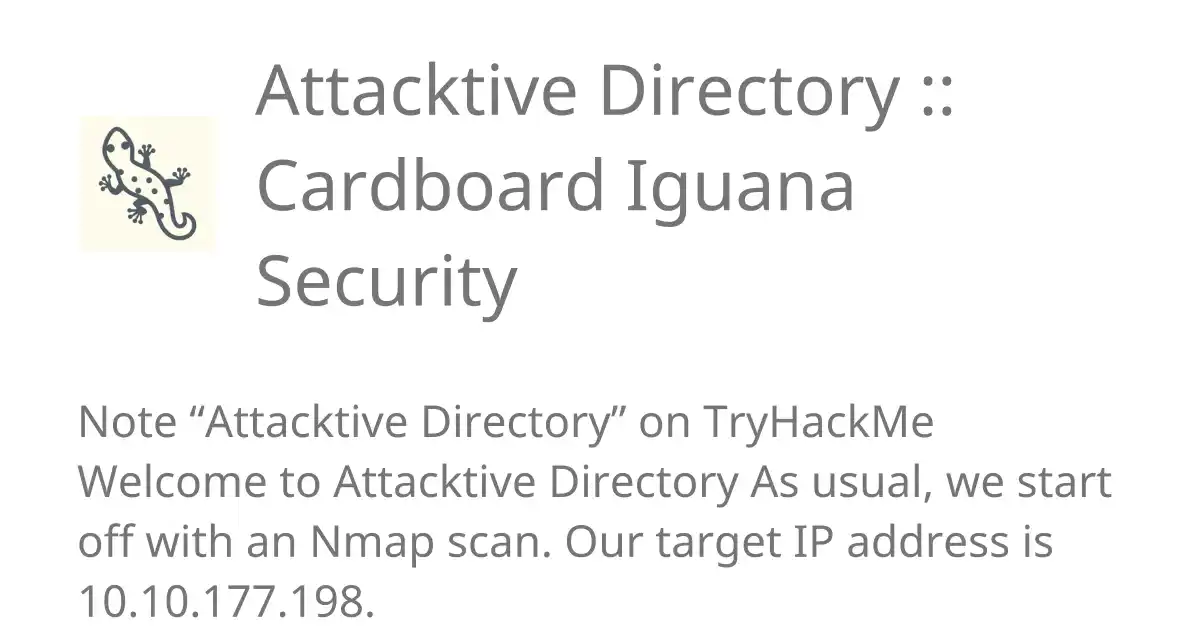 Attacktive Directory ::
Cardboard Iguana
Security
Note “Attacktive Directory” on TryHackMe
Welcome to Attacktive Directory As usual, we start
off with an Nmap scan. Our target IP address is
10.10.177.198.